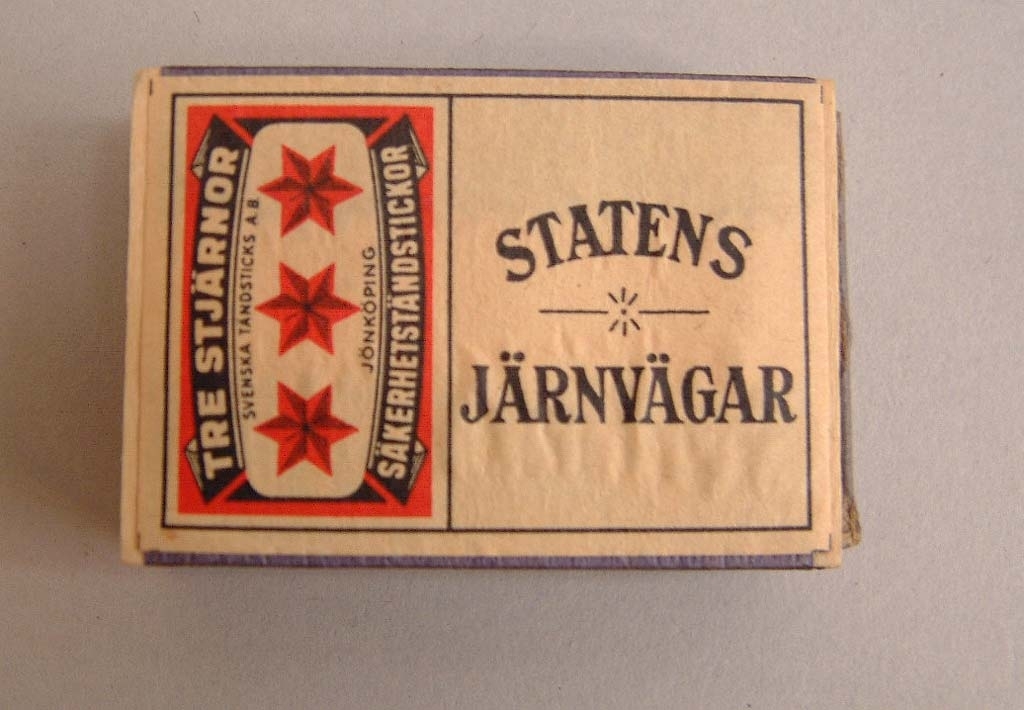 TRE STJÄRNOR
SVENSKA TÄNDSTICKS A.B.
JÖNKÖPING
SÄKERHETSTÄNDSTICKOR
STATENS
JÄRNVÄGAR